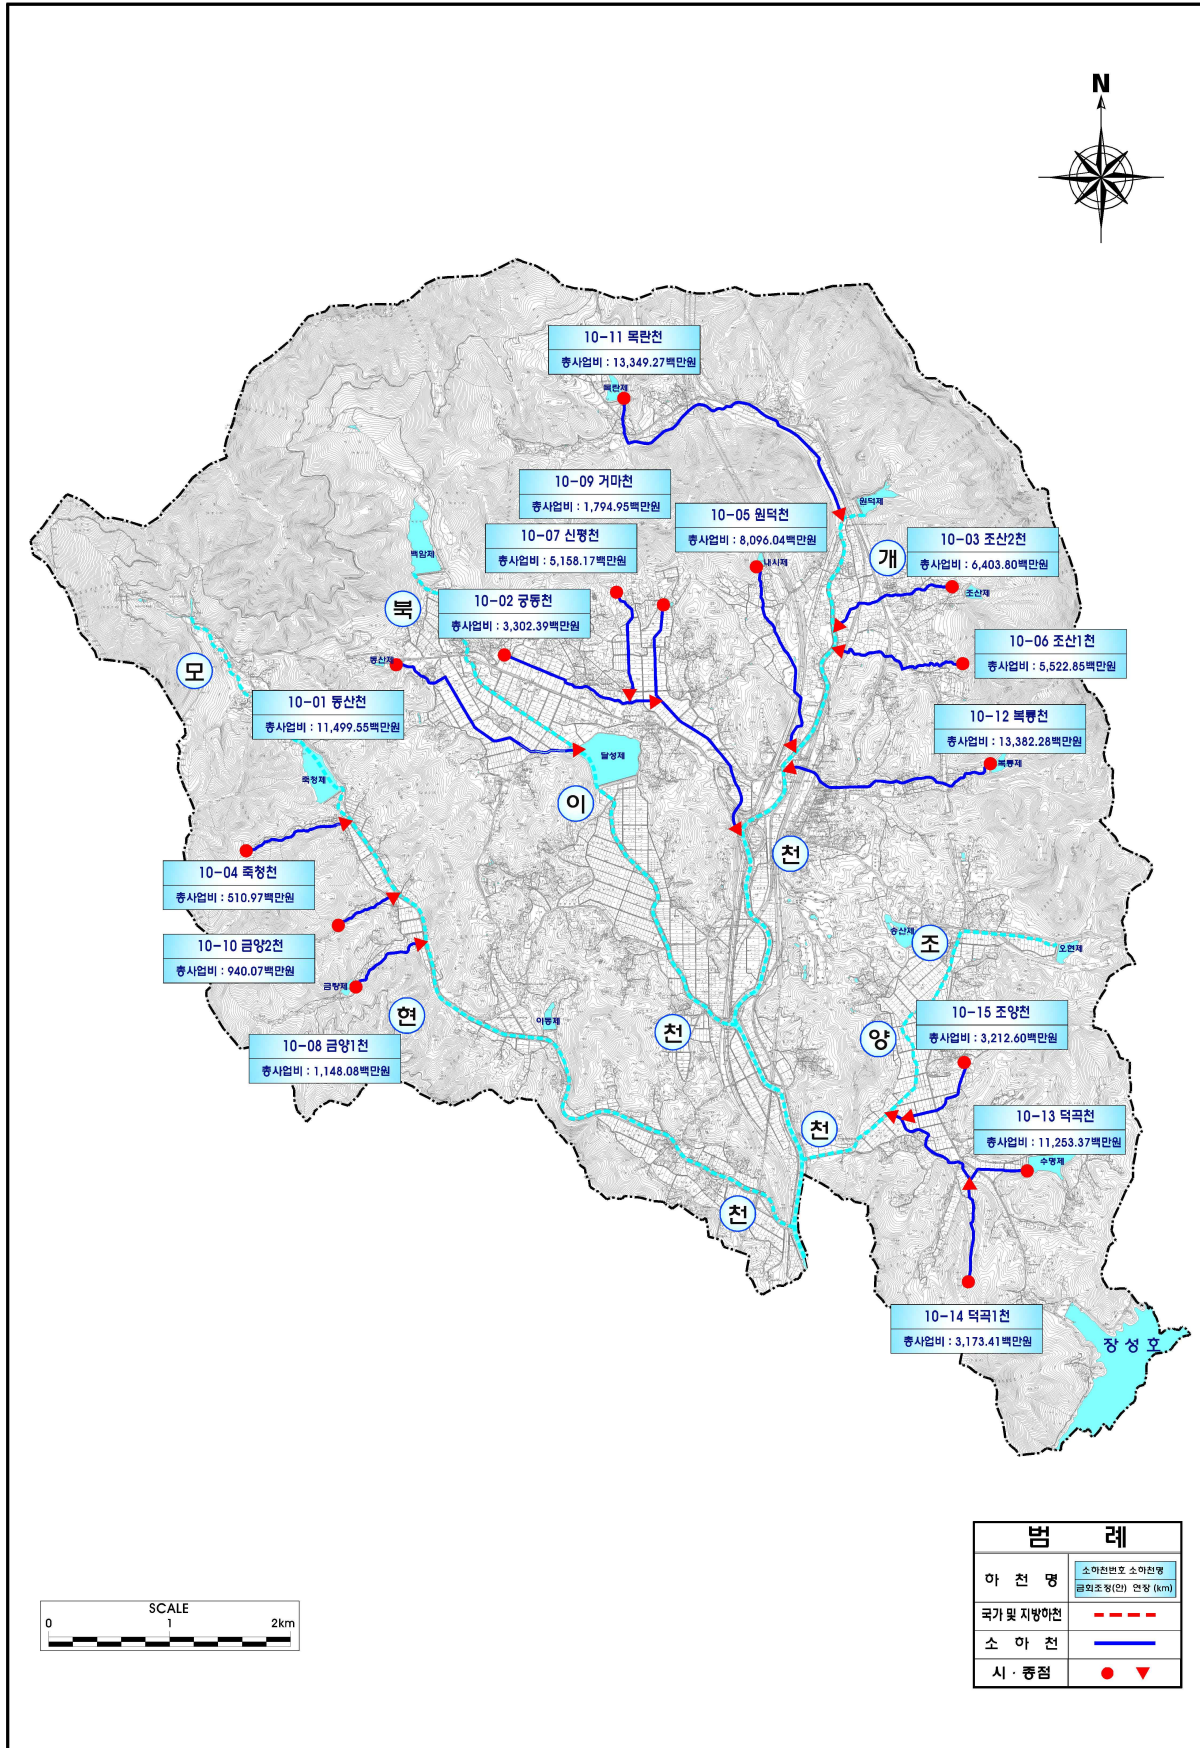 N
10-11 목란천
총사업비 : 13,349.27백만원
목란제
10-09 거마천
총사업비 : 1,794.95백만원
원덕제
10-05 원덕천
총사업비 : 8,096.04백만원
10-07 신평천
총사업비 : 5,158.17백만원
내시제
개
10-03 조산2천
총사업비 : 6,403.80백만원
조산제
백암제
북
10-02 궁동천
총사업비 : 3,302.39백만원
10-06 조산1천
총사업비 : 5,522.85백만원
모
동산제
10-01 동산천
총사업비 : 11,499.55백만원
10-12 복룡천
총사업비 : 13,382.28백만원
복룡제
달성제
죽청제
이
천
10-04 죽청천
총사업비 : 510.97백만원
10-10 금양2천
총사업비 : 940.07백만원
송산제
조
오현제
현
이동제
천
양
10-15 조양천
총사업비 : 3,212.60백만원
10-08 금양1천
총사업비 : 1,148.08백만원
천
10-13 덕곡천
총사업비 : 11,253.37백만원
수명제
천
10-14 덕곡1천
총사업비 : 3,173.41백만원
장성호
범 례
하 천 명
소하천번호 소하천명
금회조정(안) 연장 (km)
국가 및 지방하천
소 하 천
시 · 종점
SCALE
0 1 2km